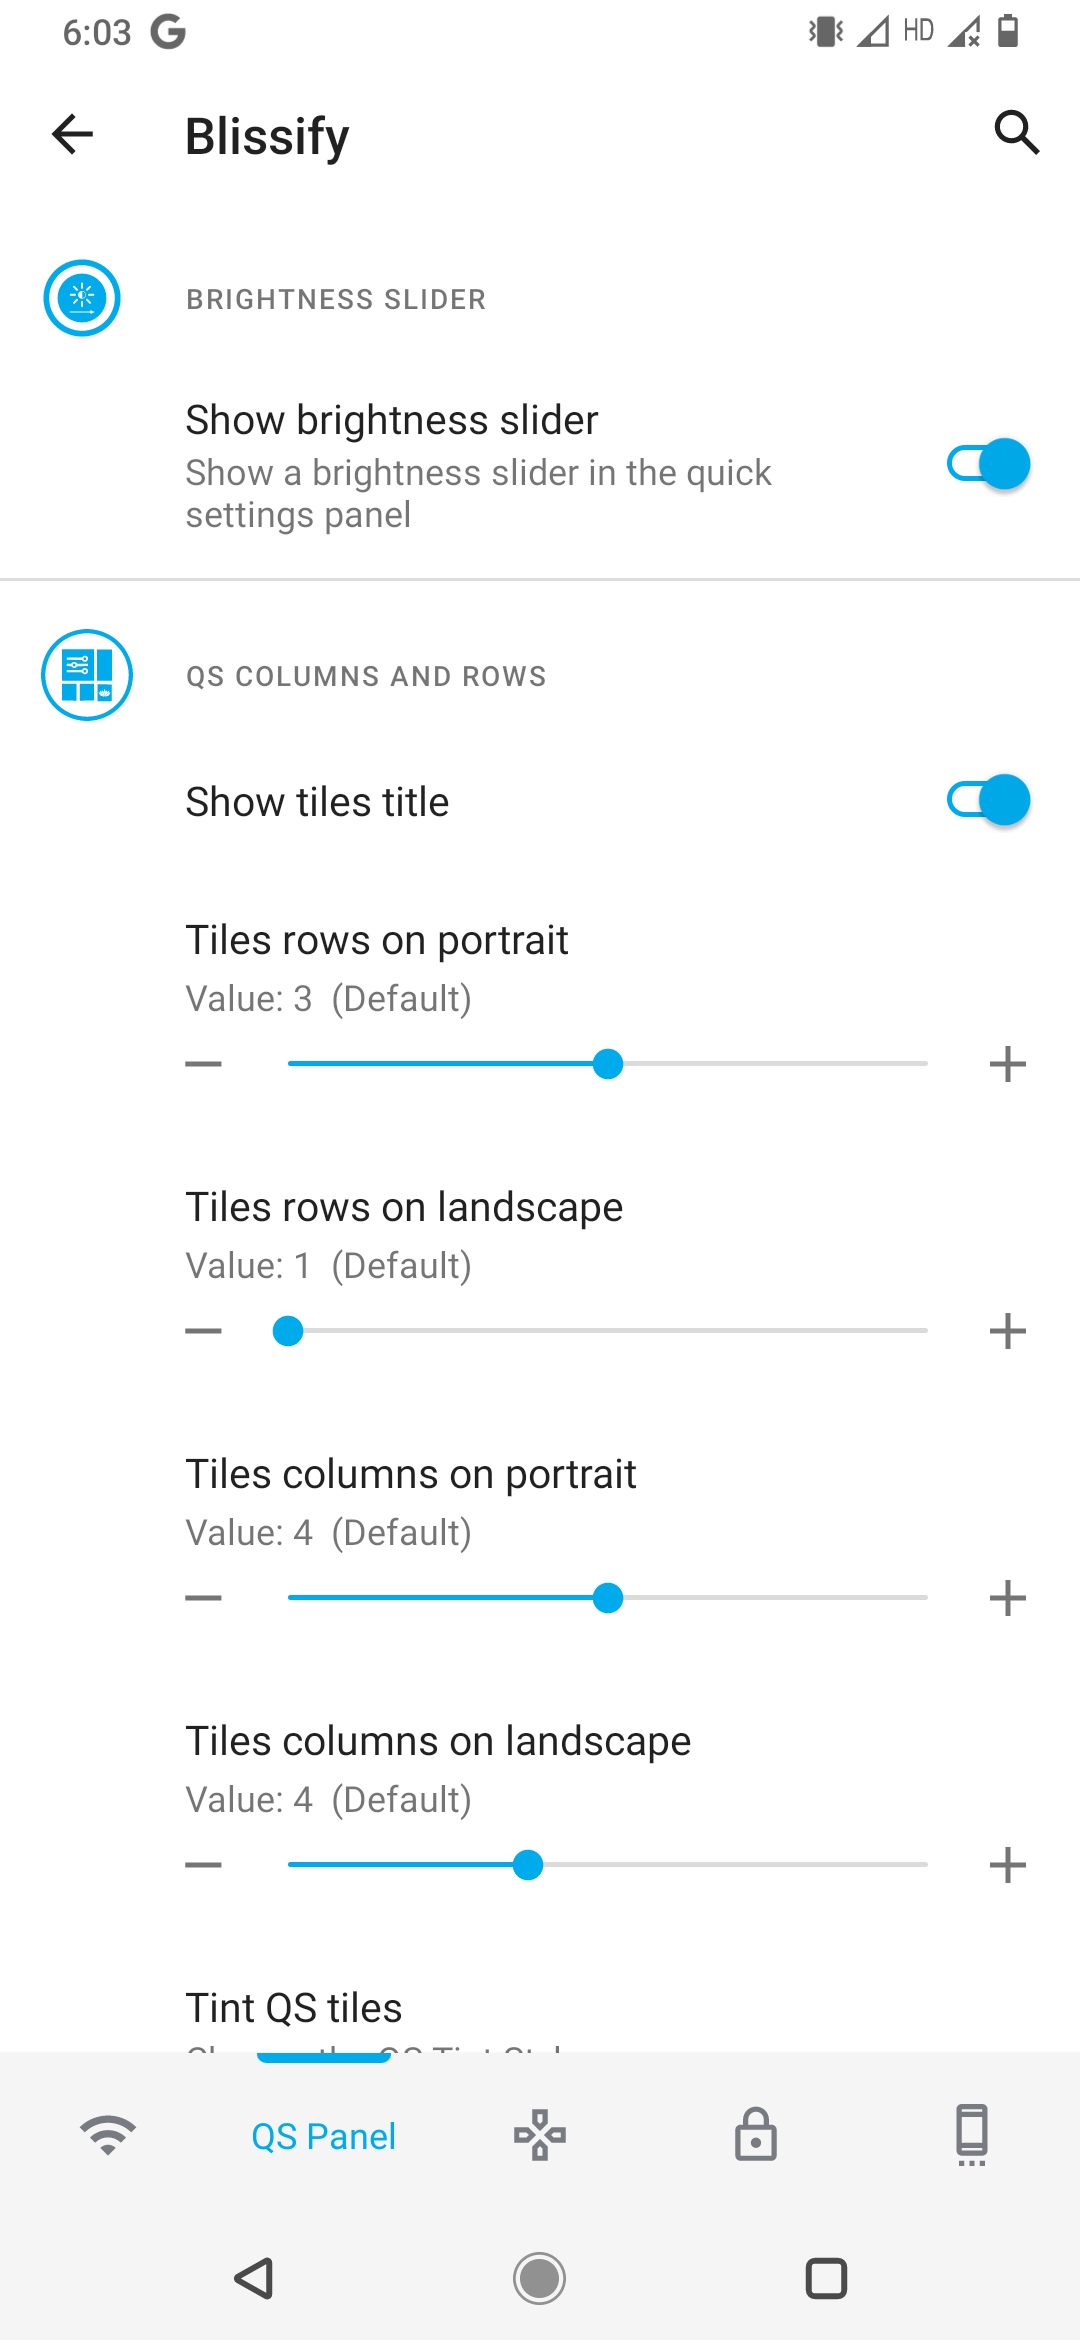 6:03 G HD
Blissify
BRIGHTNESS SLIDER
Show brightness slider
Show a brightness slider in the quick
settings panel
QS COLUMNS AND ROWS
Show tiles title
Tiles rows on portrait
Value: 3 (Default)
Tiles rows on landscape
Value: 1 (Default)
Tiles columns on portrait
Value: 4 (Default)
Tiles columns on landscape
Value: 4 (Default)
Tint QS tiles
QS Panel